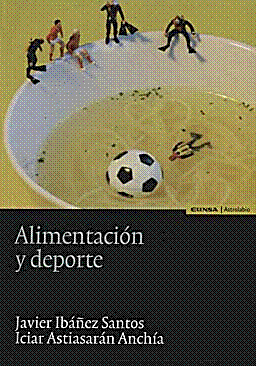 EUNSA | Astrolabio
Alimentación
y deporte
Javier Ibáñez Santos
Iciar Astiasarán Anchía